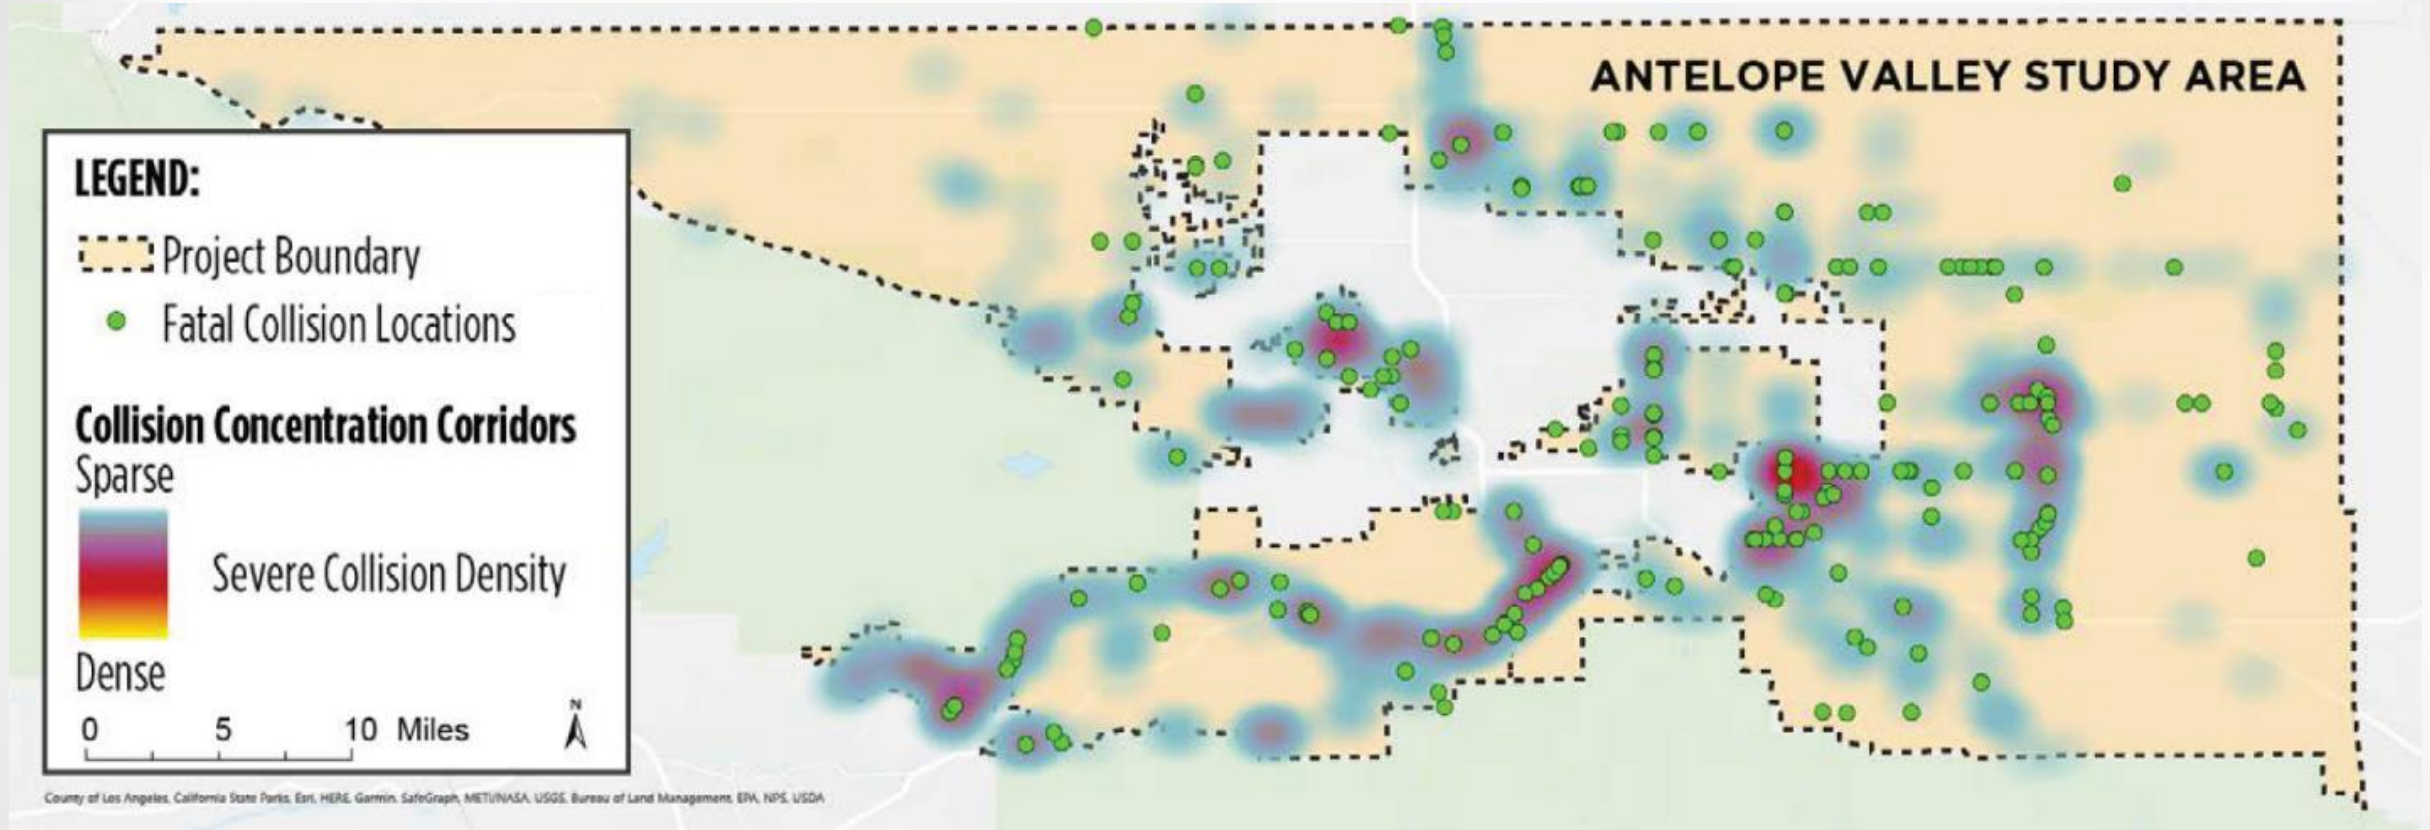 ANTELOPE VALLEY STUDY AREA
LEGEND:
Project Boundary
Fatal Collision Locations
Collision Concentration Corridors
Sparse
Severe Collision Density
Dense
N
0 5 10 Miles
County of Los Angeles, California State Parks, Esri, HERE, Garmin, SafeGraph, METI/NASA, USGS, Bureau of Land Management, EPA, NPS, USDA